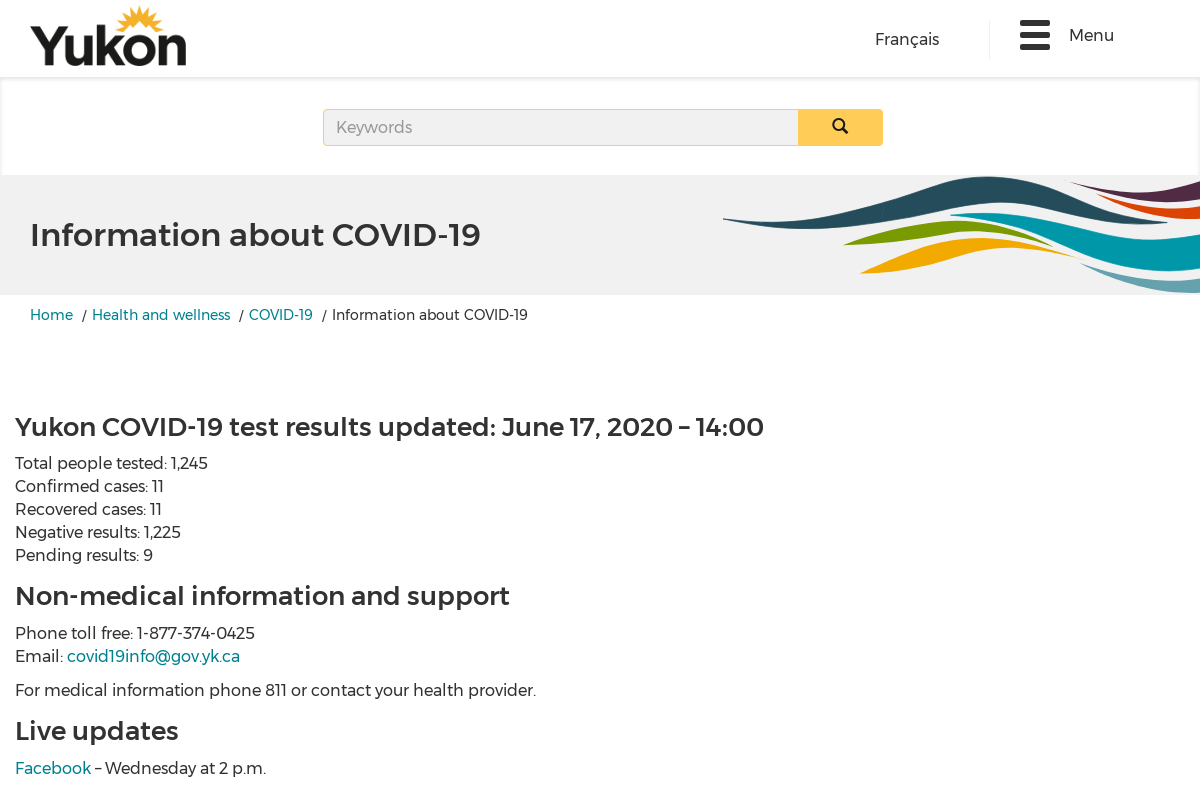 Yukon
Français
Menu
Keywords
Information about COVID-19
Home / Health and wellness / COVID-19 / Information about COVID-19
Yukon COVID-19 test results updated: June 17, 2020 – 14:00
Total people tested: 1,245
Confirmed cases: 11
Recovered cases: 11
Negative results: 1,225
Pending results: 9
Non-medical information and support
Phone toll free: 1-877-374-0425
Email: covid19info@gov.yk.ca
For medical information phone 811 or contact your health provider.
Live updates
Facebook – Wednesday at 2 p.m.